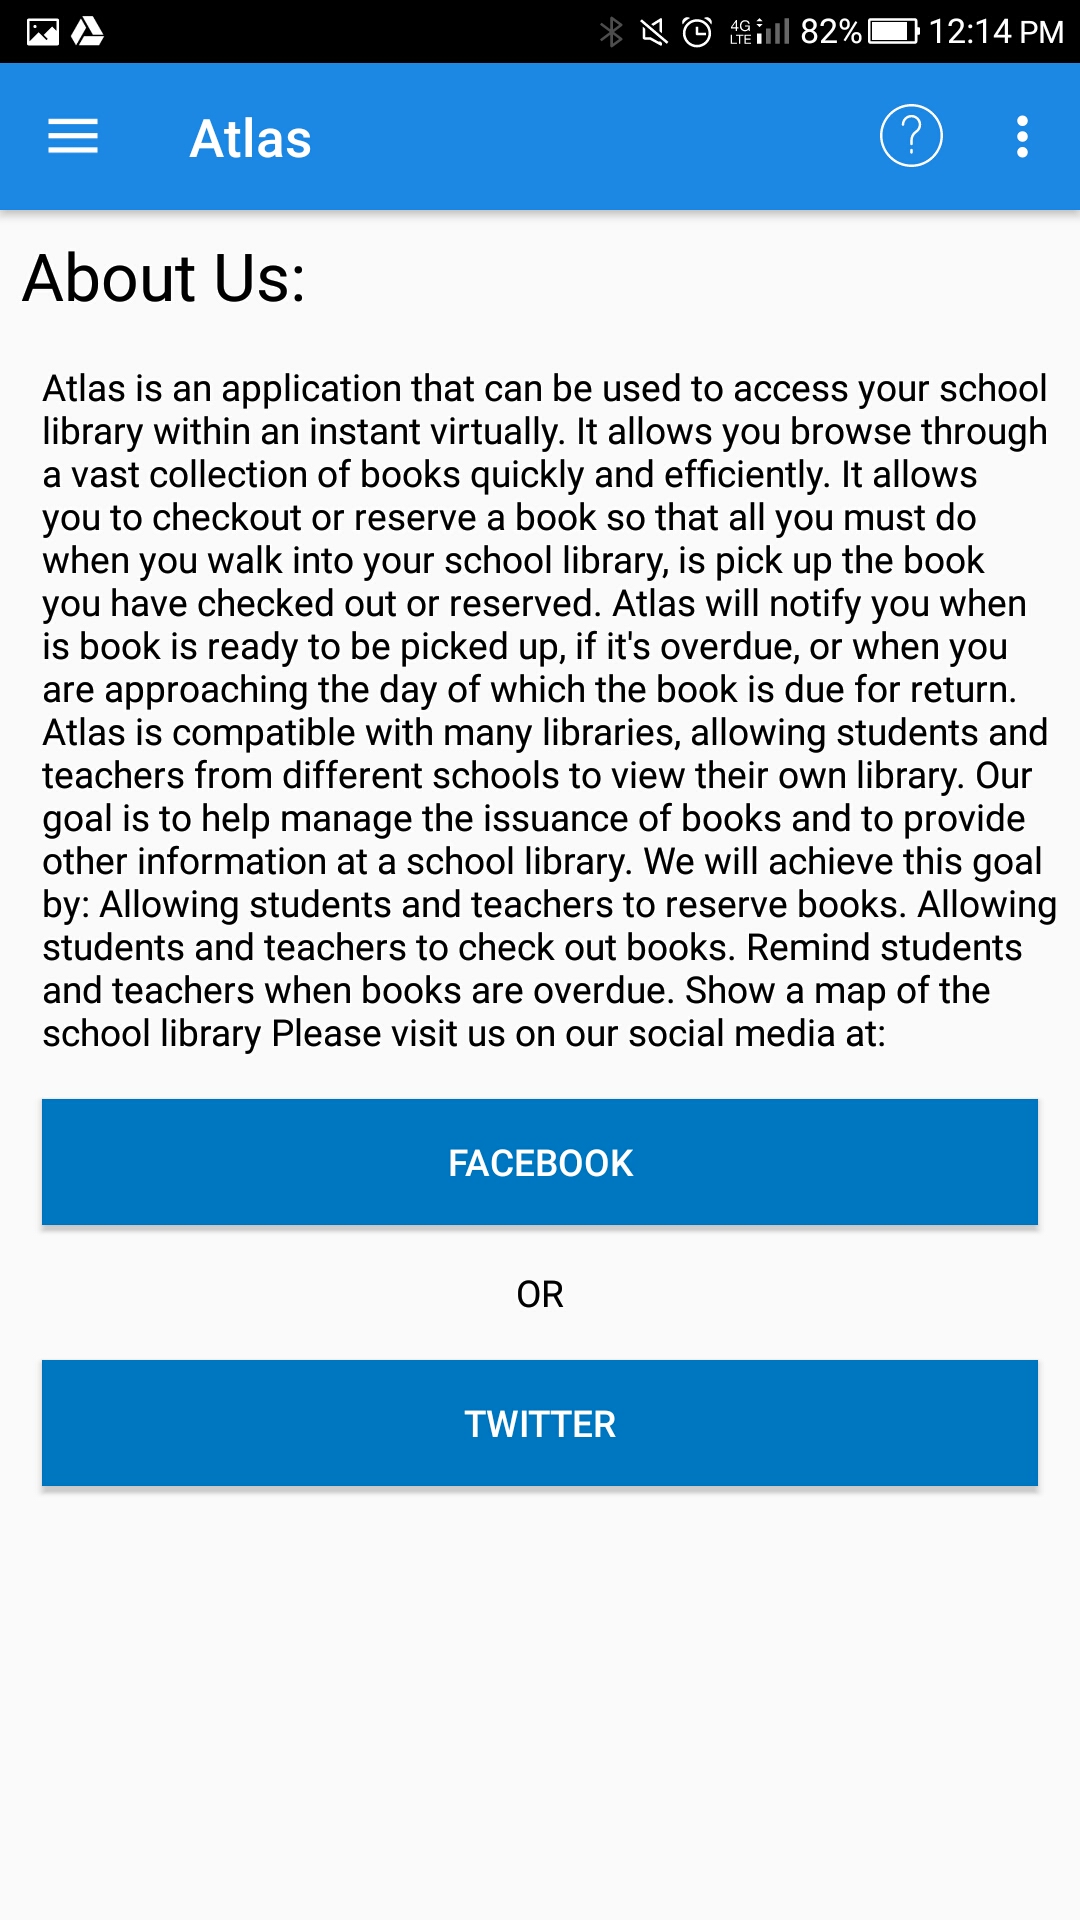 4G LTE 82% 12:14 PM
Atlas ?
About Us:
Atlas is an application that can be used to access your school
library within an instant virtually. It allows you browse through
a vast collection of books quickly and efficiently. It allows
you to checkout or reserve a book so that all you must do
when you walk into your school library, is pick up the book
you have checked out or reserved. Atlas will notify you when
is book is ready to be picked up, if it's overdue, or when you
are approaching the day of which the book is due for return.
Atlas is compatible with many libraries, allowing students and
teachers from different schools to view their own library. Our
goal is to help manage the issuance of books and to provide
other information at a school library. We will achieve this goal
by: Allowing students and teachers to reserve books. Allowing
students and teachers to check out books. Remind students
and teachers when books are overdue. Show a map of the
school library Please visit us on our social media at:
FACEBOOK
OR
TWITTER